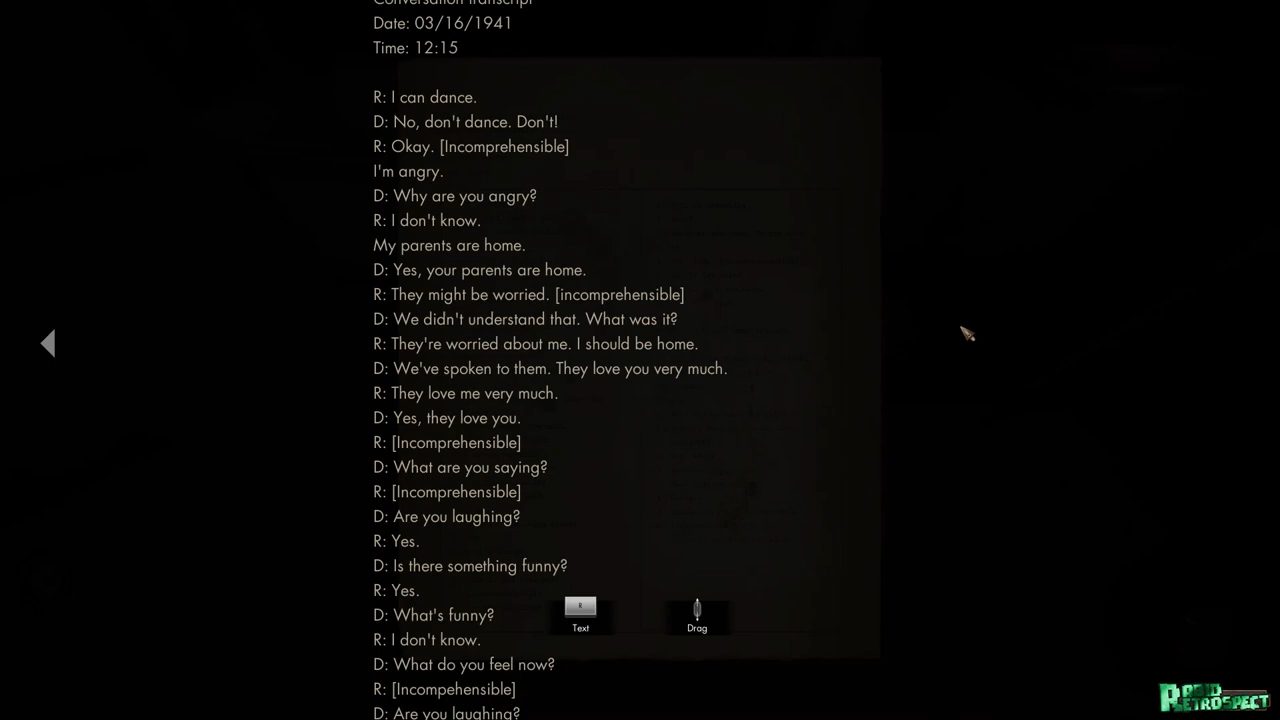 Conversation Transcript
Date: 03/16/1941
Time: 12:15
R: I can dance.
D: No, don't dance. Don't!
R: Okay. [Incomprehensible]
I'm angry.
D: Why are you angry?
R: I don't know.
My parents are home.
D: Yes, your parents are home.
R: They might be worried. [incomprehensible]
D: We didn't understand that. What was it?
R: They're worried about me. I should be home.
D: We've spoken to them. They love you very much.
R: They love me very much.
D: Yes, they love you.
R: [Incomprehensible]
D: What are you saying?
R: [Incomprehensible]
D: Are you laughing?
R: Yes.
D: Is there something funny?
R: Yes.
D: What's funny?
R: I don't know.
D: What do you feel now?
R: [Incompehensible]
D: Are you laughing?
R
Text
Drag
RETROSPECT